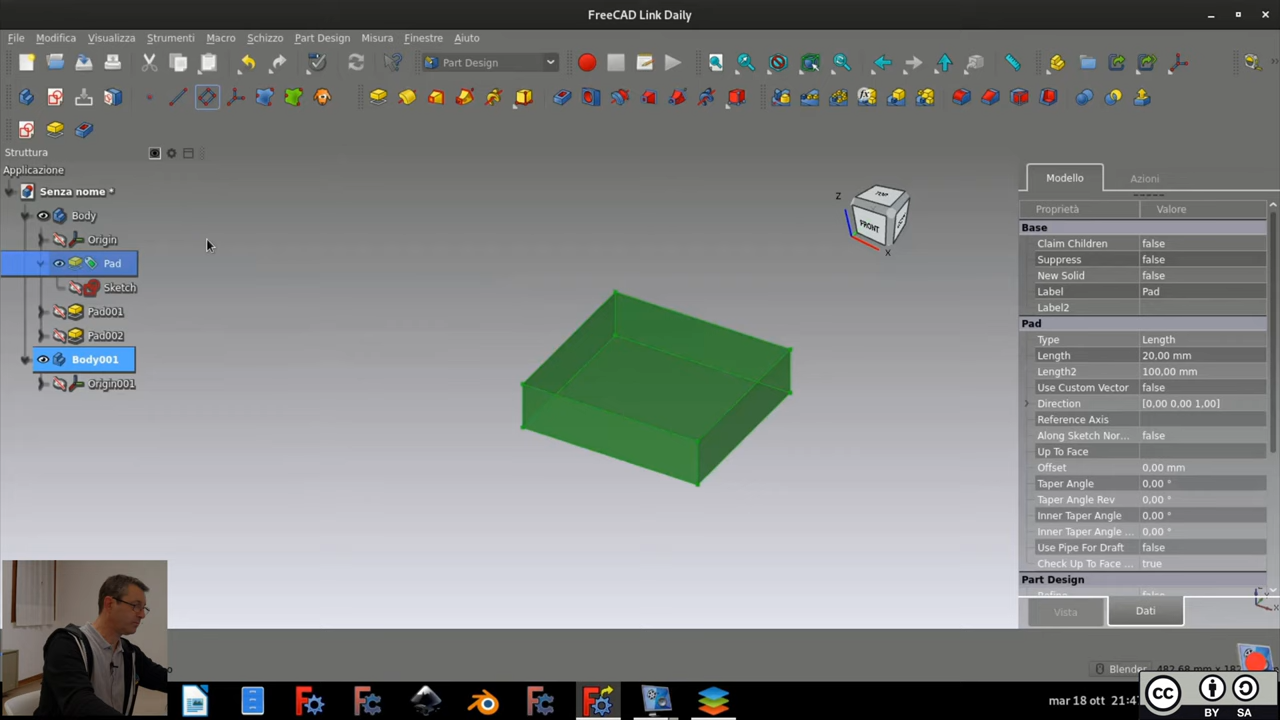 FreeCAD Link Daily
File Modifica Visualizza Strumenti Macro Schizzo Part Design Misura Finestre Aiuto
Part Design
Struttura
Applicazione
Senza nome *
Body
Origin
Pad
Sketch
Pad001
Pad002
Body001
Origin001
Z
TOP
FRONT
X
Modello Azioni
Proprietà Valore
Base
Claim Children false
Suppress false
New Solid false
Label Pad
Label2
Pad
Type Length
Length 20,00 mm
Length2 100,00 mm
Use Custom Vector false
Direction [0,00 0,00 1,00]
Reference Axis
Along Sketch Nor... false
Up To Face
Offset 0,00 mm
Taper Angle 0,00 °
Taper Angle Rev 0,00 °
Inner Taper Angle 0,00 °
Inner Taper Angle ... 0,00 °
Use Pipe For Draft false
Check Up To Face ... true
Part Design
Vista Dati
Blender
mar 18 ott 21:4
CC BY SA